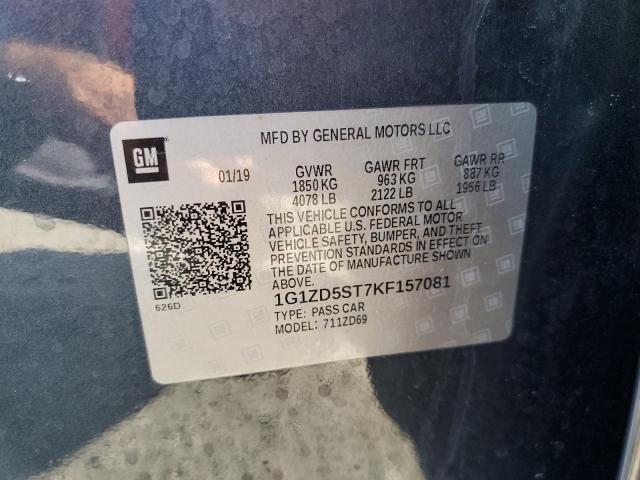 MFD BY GENERAL MOTORS LLC
GM
01/19
GVWR GAWR FRT GAWR RR
1850 KG 963 KG 887 KG
4078 LB 2122 LB 1956 LB
THIS VEHICLE CONFORMS TO ALL
APPLICABLE U.S. FEDERAL MOTOR
VEHICLE SAFETY, BUMPER, AND THEFT
PREVENTION STANDARDS IN EFFECT ON
THE DATE OF MANUFACTURE SHOWN
ABOVE.
626D
1G1ZD5ST7KF157081
TYPE: PASS CAR
MODEL: 711ZD69